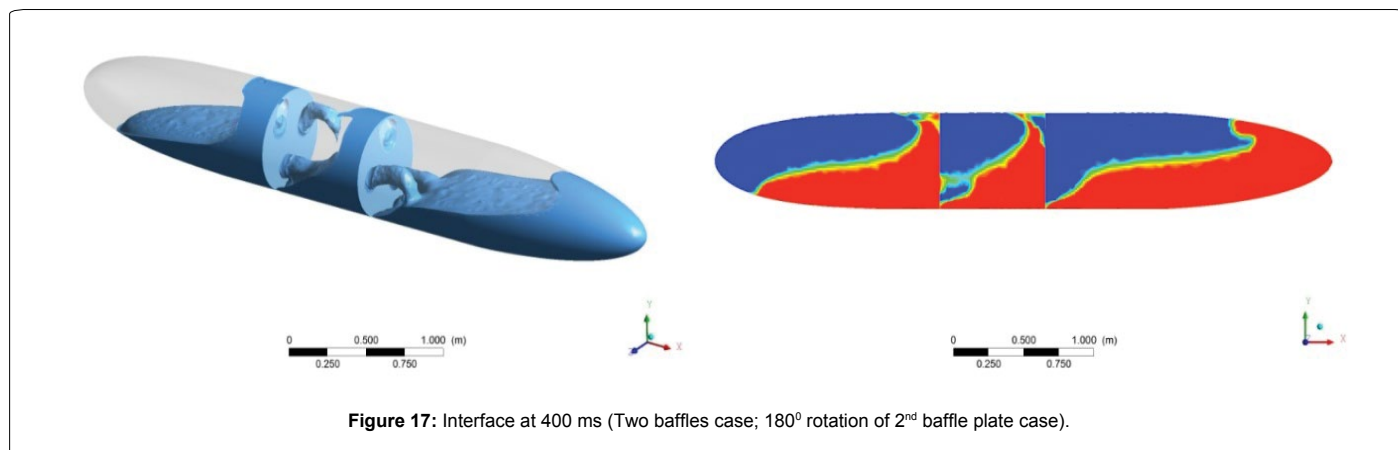 Y
X
Z
0 0.500 1.000 (m)
0.250 0.750
Y
X
0 0.500 1.000 (m)
0.250 0.750
Figure 17: Interface at 400 ms (Two baffles case; 180⁰ rotation of 2ⁿᵈ baffle plate case).